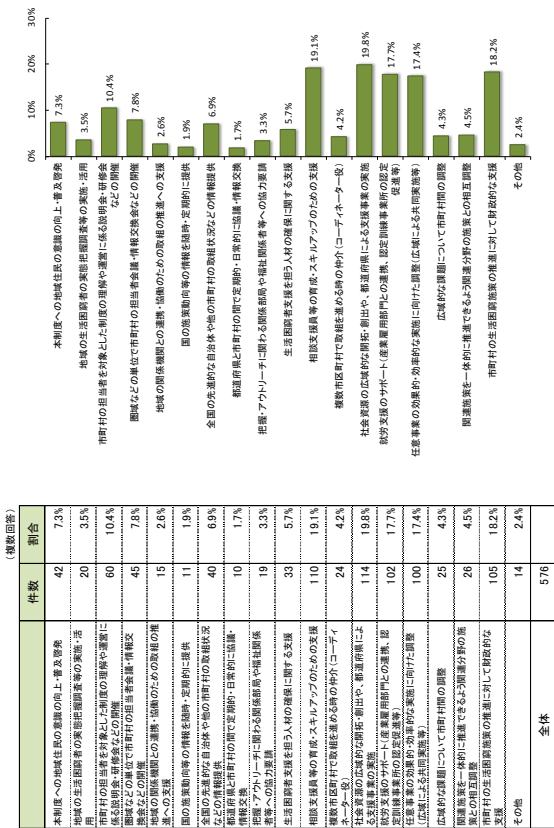 (複数回答)
件数 割合
本制度への地域住民の意識の向上・普及啓発 42 7.3%
地域の生活困窮者の実態把握調査等の実施・活
用 20 3.5%
市町村の担当者を対象とした制度の理解や運営に
係る説明会・研修会などの開催 60 10.4%
圏域などの単位で市町村の担当者会議・情報交
換会などの開催 45 7.8%
地域の関係機関との連携・協働のための取組の推
進への支援 15 2.6%
国の施策動向等の情報を随時・定期的に提供 11 1.9%
全国の先進的な自治体や他の市町村の取組状況
などの情報提供 40 6.9%
都道府県と市町村の間で定期的・日常的に協議・
情報交換 10 1.7%
把握・アウトリーチに関わる関係部局や福祉関係
者等への協力要請 19 3.3%
生活困窮者支援を担う人材の確保に関する支援 33 5.7%
相談支援員等の育成・スキルアップのための支援 110 19.1%
複数市区町村で取組を進める時の仲介(コーディ
ネーター役) 24 4.2%
社会資源の広域的な開拓・創出や、都道府県によ
る支援事業の実施 114 19.8%
就労支援のサポート(産業雇用部門との連携、認
定訓練事業所の認定促進等) 102 17.7%
任意事業の効果的・効率的な実施に向けた調整
(広域による共同実施等) 100 17.4%
広域的な課題について市町村間の調整 25 4.3%
関連施策を一体的に推進できるよう関連分野の施
策との相互調整 26 4.5%
市町村の生活困窮施策の推進に対して財政的な
支援 105 18.2%
その他 14 2.4%
全体 576
0% 10% 20% 30%
本制度への地域住民の意識の向上・普及啓発 7.3%
地域の生活困窮者の実態把握調査等の実施・活用 3.5%
市町村の担当者を対象とした制度の理解や運営に係る説明会・研修会
などの開催 10.4%
圏域などの単位で市町村の担当者会議・情報交換会などの開催 7.8%
地域の関係機関との連携・協働のための取組の推進への支援 2.6%
国の施策動向等の情報を随時・定期的に提供 1.9%
全国の先進的な自治体や他の市町村の取組状況などの情報提供 6.9%
都道府県と市町村の間で定期的・日常的に協議・情報交換 1.7%
把握・アウトリーチに関わる関係部局や福祉関係者等への協力要請 3.3%
生活困窮者支援を担う人材の確保に関する支援 5.7%
相談支援員等の育成・スキルアップのための支援 19.1%
複数市区町村で取組を進める時の仲介(コーディネーター役) 4.2%
社会資源の広域的な開拓・創出や、都道府県による支援事業の実施 19.8%
就労支援のサポート(産業雇用部門との連携、認定訓練事業所の認定
促進等) 17.7%
任意事業の効果的・効率的な実施に向けた調整(広域による共同実施等) 17.4%
広域的な課題について市町村間の調整 4.3%
関連施策を一体的に推進できるよう関連分野の施策との相互調整 4.5%
市町村の生活困窮施策の推進に対して財政的な支援 18.2%
その他 2.4%